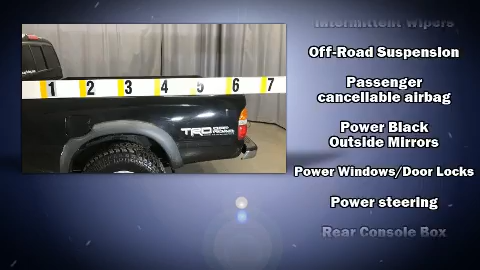 Intermittent Wipers
Off-Road Suspension
Passenger
cancellable airbag
Power Black
Outside Mirrors
Power Windows/Door Locks
Power steering
Rear Console Box
1 2 3 4 5 6 7
TRD